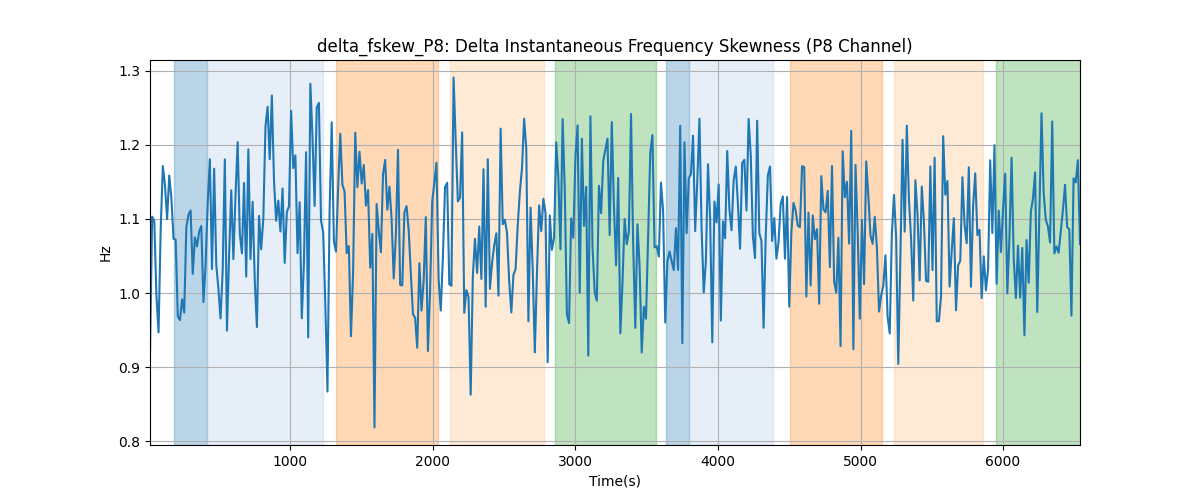 delta_fskew_P8: Delta Instantaneous Frequency Skewness (P8 Channel)
1.3
1.2
1.1
1.0
0.9
0.8
Hz
1000 2000 3000 4000 5000 6000
Time(s)